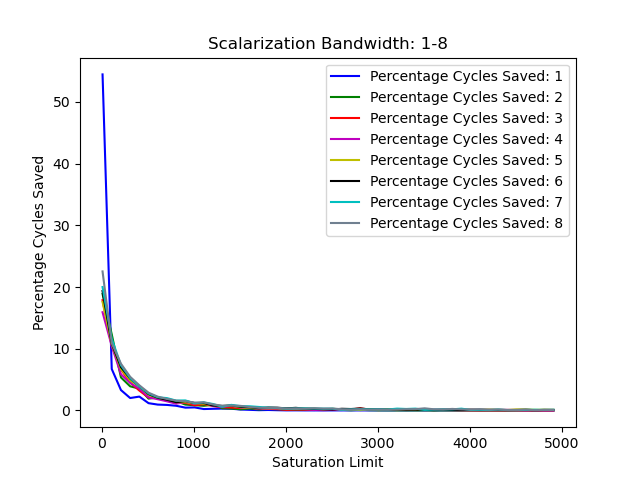 Scalarization Bandwidth: 1-8
Percentage Cycles Saved: 1
Percentage Cycles Saved: 2
Percentage Cycles Saved: 3
Percentage Cycles Saved: 4
Percentage Cycles Saved: 5
Percentage Cycles Saved: 6
Percentage Cycles Saved: 7
Percentage Cycles Saved: 8
Percentage Cycles Saved
50
40
30
20
10
0
0 1000 2000 3000 4000 5000
Saturation Limit